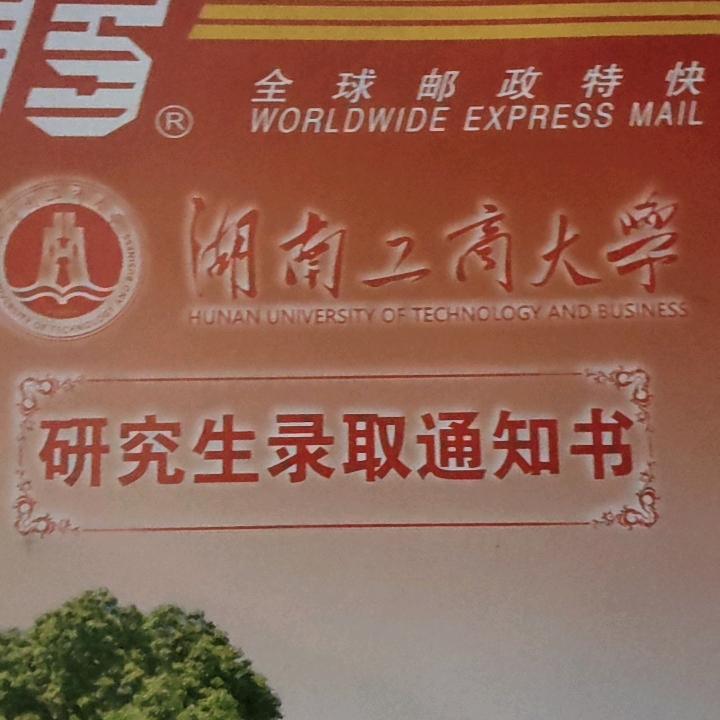 ®
全球邮政特快
WORLDWIDE EXPRESS MAIL
湖南工商大學
HUNAN UNIVERSITY OF TECHNOLOGY AND BUSINESS
研究生录取通知书